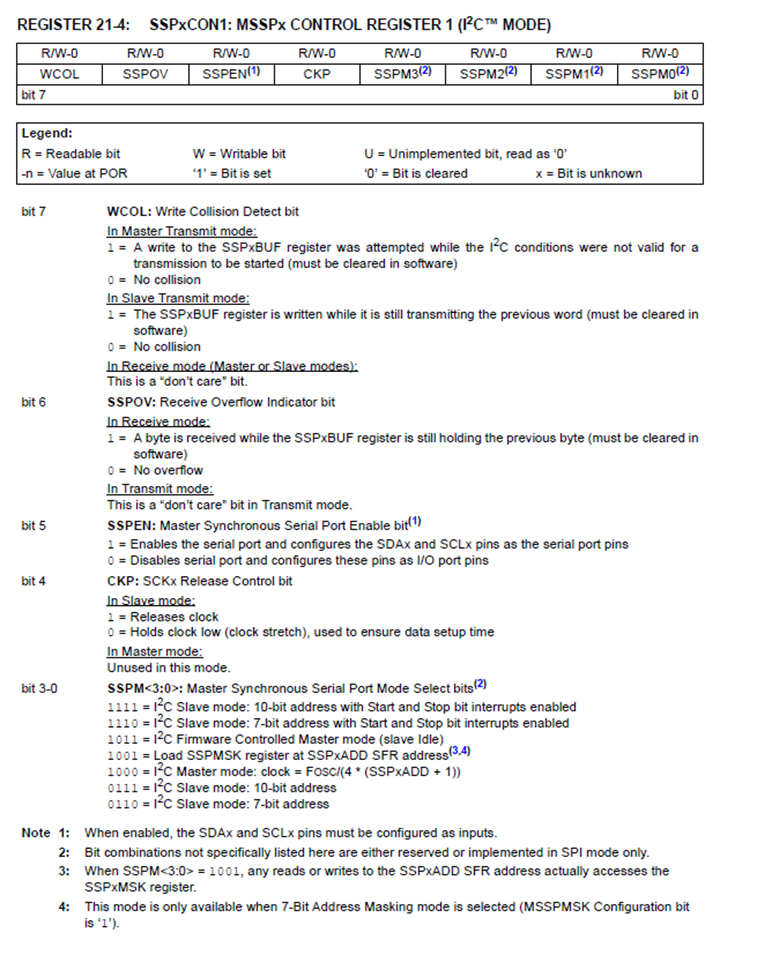 REGISTER 21-4: SSPxCON1: MSSPx CONTROL REGISTER 1 (I2C™ MODE)
R/W-0 R/W-0 R/W-0 R/W-0 R/W-0 R/W-0 R/W-0 R/W-0
WCOL SSPOV SSPEN(1) CKP SSPM3(2) SSPM2(2) SSPM1(2) SSPM0(2)
bit 7 bit 0
Legend:
R = Readable bit W = Writable bit U = Unimplemented bit, read as ‘0’
-n = Value at POR ‘1’ = Bit is set ‘0’ = Bit is cleared x = Bit is unknown
bit 7 WCOL: Write Collision Detect bit
In Master Transmit mode:
1 = A write to the SSPxBUF register was attempted while the I2C conditions were not valid for a
transmission to be started (must be cleared in software)
0 = No collision
In Slave Transmit mode:
1 = The SSPxBUF register is written while it is still transmitting the previous word (must be cleared in
software)
0 = No collision
In Receive mode (Master or Slave modes):
This is a “don’t care” bit.
bit 6 SSPOV: Receive Overflow Indicator bit
In Receive mode:
1 = A byte is received while the SSPxBUF register is still holding the previous byte (must be cleared in
software)
0 = No overflow
In Transmit mode:
This is a “don’t care” bit in Transmit mode.
bit 5 SSPEN: Master Synchronous Serial Port Enable bit(1)
1 = Enables the serial port and configures the SDAx and SCLx pins as the serial port pins
0 = Disables serial port and configures these pins as I/O port pins
bit 4 CKP: SCKx Release Control bit
In Slave mode:
1 = Releases clock
0 = Holds clock low (clock stretch), used to ensure data setup time
In Master mode:
Unused in this mode.
bit 3-0 SSPM<3:0>: Master Synchronous Serial Port Mode Select bits(2)
1111 = I2C Slave mode: 10-bit address with Start and Stop bit interrupts enabled
1110 = I2C Slave mode: 7-bit address with Start and Stop bit interrupts enabled
1011 = I2C Firmware Controlled Master mode (slave Idle)
1001 = Load SSPMSK register at SSPxADD SFR address(3,4)
1000 = I2C Master mode: clock = FOSC/(4 * (SSPxADD + 1))
0111 = I2C Slave mode: 10-bit address
0110 = I2C Slave mode: 7-bit address
Note 1: When enabled, the SDAx and SCLx pins must be configured as inputs.
2: Bit combinations not specifically listed here are either reserved or implemented in SPI mode only.
3: When SSPM<3:0> = 1001, any reads or writes to the SSPxADD SFR address actually accesses the
SSPxMSK register.
4: This mode is only available when 7-Bit Address Masking mode is selected (MSSPMSK Configuration bit
is ‘1’).